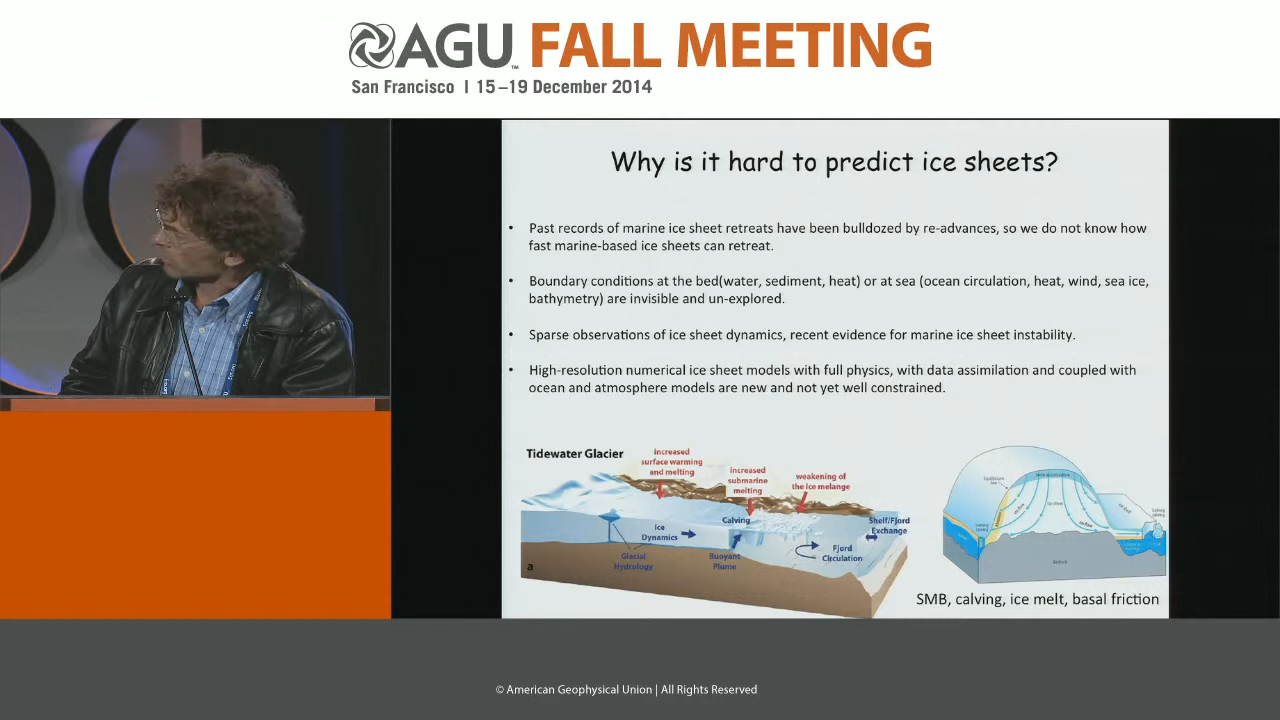 AGU™ FALL MEETING
San Francisco | 15–19 December 2014
Why is it hard to predict ice sheets?
• Past records of marine ice sheet retreats have been bulldozed by re-advances, so we do not know how
fast marine-based ice sheets can retreat.
• Boundary conditions at the bed(water, sediment, heat) or at sea (ocean circulation, heat, wind, sea ice,
bathymetry) are invisible and un-explored.
• Sparse observations of ice sheet dynamics, recent evidence for marine ice sheet instability.
• High-resolution numerical ice sheet models with full physics, with data assimilation and coupled with
ocean and atmosphere models are new and not yet well constrained.
Tidewater Glacier
increased
surface warming
and melting
increased
submarine
melting
weakening of
the ice melange
Calving
Shelf/Fjord
Exchange
Ice
Dynamics
Glacial
Hydrology
Buoyant
Plume
Fjord
Circulation
a
Bedrock
SMB, calving, ice melt, basal friction
© American Geophysical Union | All Rights Reserved